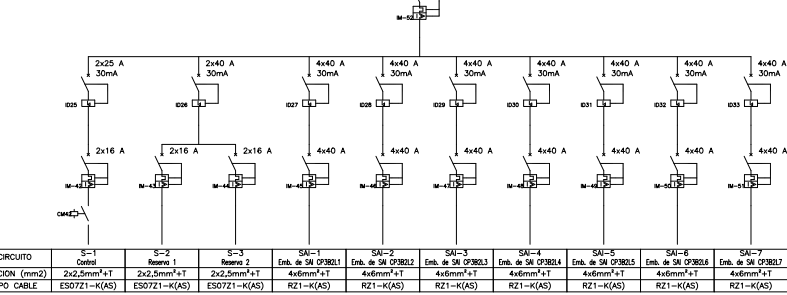 IM-52
2x25 A 2x40 A 4x40 A 4x40 A 4x40 A 4x40 A 4x40 A 4x40 A 4x40 A
30mA 30mA 30mA 30mA 30mA 30mA 30mA 30mA 30mA
ID25 ID26 ID27 ID28 ID29 ID30 ID31 ID32 ID33
2x16 A 2x16 A 2x16 A 4x40 A 4x40 A 4x40 A 4x40 A 4x40 A 4x40 A 4x40 A
IM-42 IM-43 IM-44 IM-45 IM-46 IM-47 IM-48 IM-49 IM-50 IM-51
CM42
CIRCUITO S-1 S-2 S-3 SAI-1 SAI-2 SAI-3 SAI-4 SAI-5 SAI-6 SAI-7
Control Reserva 1 Reserva 2 Emb. de SAI CP3B2L1 Emb. de SAI CP3B2L2 Emb. de SAI CP3B2L3 Emb. de SAI CP3B2L4 Emb. de SAI CP3B2L5 Emb. de SAI CP3B2L6 Emb. de SAI CP3B2L7
CION (mm2) 2x2,5mm²+T 2x2,5mm²+T 2x2,5mm²+T 4x6mm²+T 4x6mm²+T 4x6mm²+T 4x6mm²+T 4x6mm²+T 4x6mm²+T 4x6mm²+T
PO CABLE ES07Z1-K(AS) ES07Z1-K(AS) ES07Z1-K(AS) RZ1-K(AS) RZ1-K(AS) RZ1-K(AS) RZ1-K(AS) RZ1-K(AS) RZ1-K(AS) RZ1-K(AS)